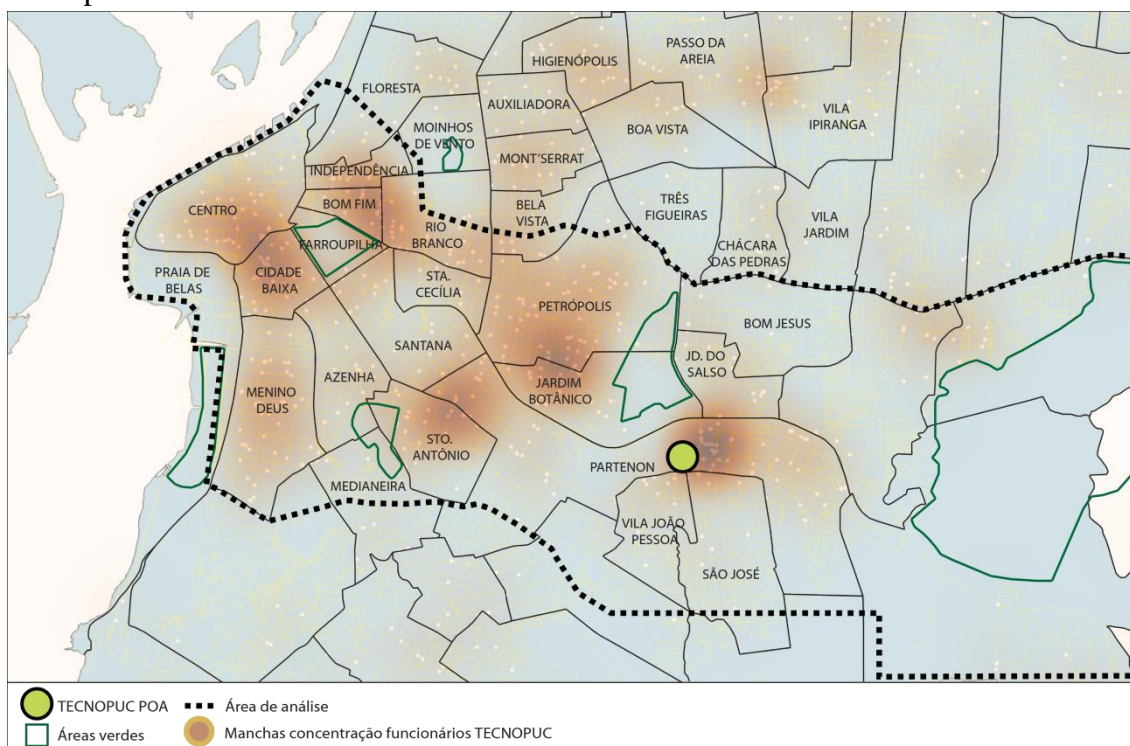 HIGIENÓPOLIS
PASSO DA
AREIA
FLORESTA
AUXILIADORA
VILA
IPIRANGA
MOINHOS
DE VENTO
BOA VISTA
MONT'SERRAT
INDEPENDÊNCIA
BOM FIM
CENTRO
BELA
VISTA
TRÊS
FIGUEIRAS
VILA
JARDIM
RIO
BRANCO
FARROUPILHA
CHÁCARA
DAS PEDRAS
PRAIA DE
BELAS
CIDADE
BAIXA
STA.
CECÍLIA
PETRÓPOLIS
BOM JESUS
SANTANA
JD. DO
SALSO
AZENHA
JARDIM
BOTÂNICO
MENINO
DEUS
STO.
ANTÔNIO
PARTENON
MEDIANEIRA
VILA JOÃO
PESSOA
SÃO JOSÉ
TECNOPUC POA
Área de análise
Áreas verdes
Manchas concentração funcionários TECNOPUC